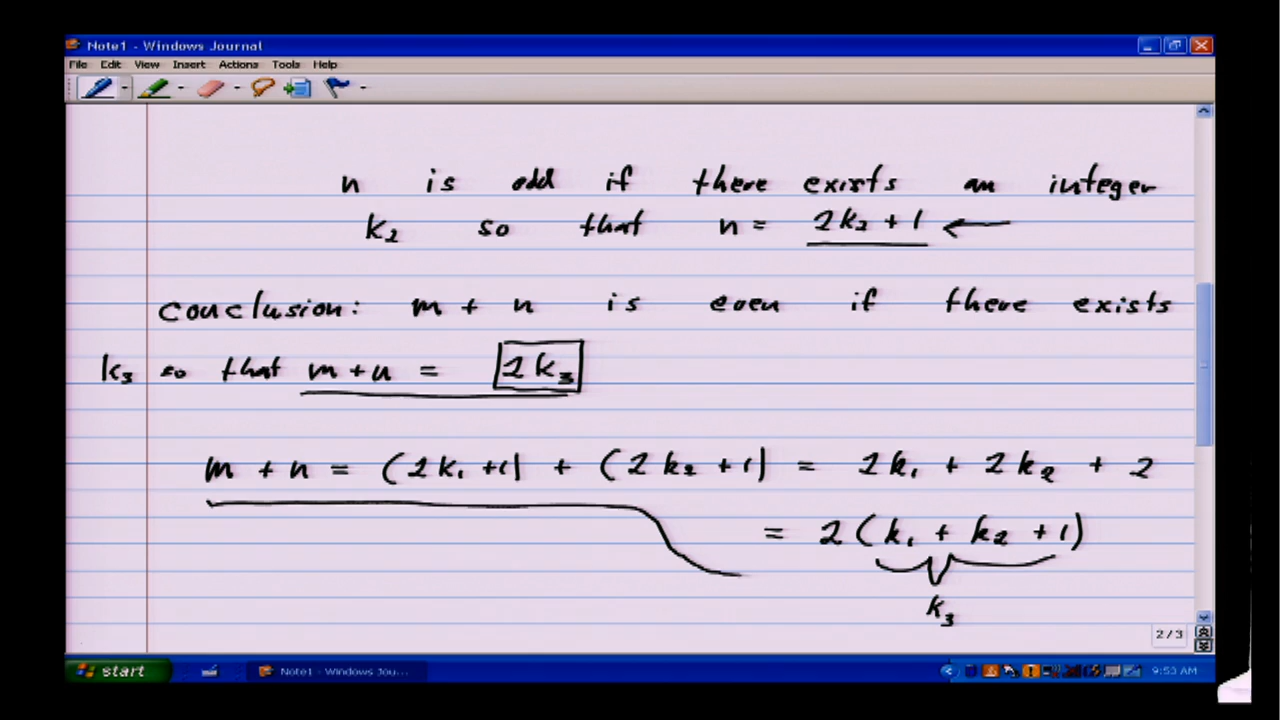 Note1 - Windows Journal
File Edit View Insert Actions Tools Help
n is odd if there exists an integer
k₂ so that n = 2k₂ + 1 ←
conclusion: m + n is even if there exists
k₃ so that m + n = 2k₃
m + n = (2k₁ + 1) + (2k₂ + 1) = 2k₁ + 2k₂ + 2
= 2(k₁ + k₂ + 1)
k₃
2 / 3
start Note1 - Windows Jou... 9:53 AM